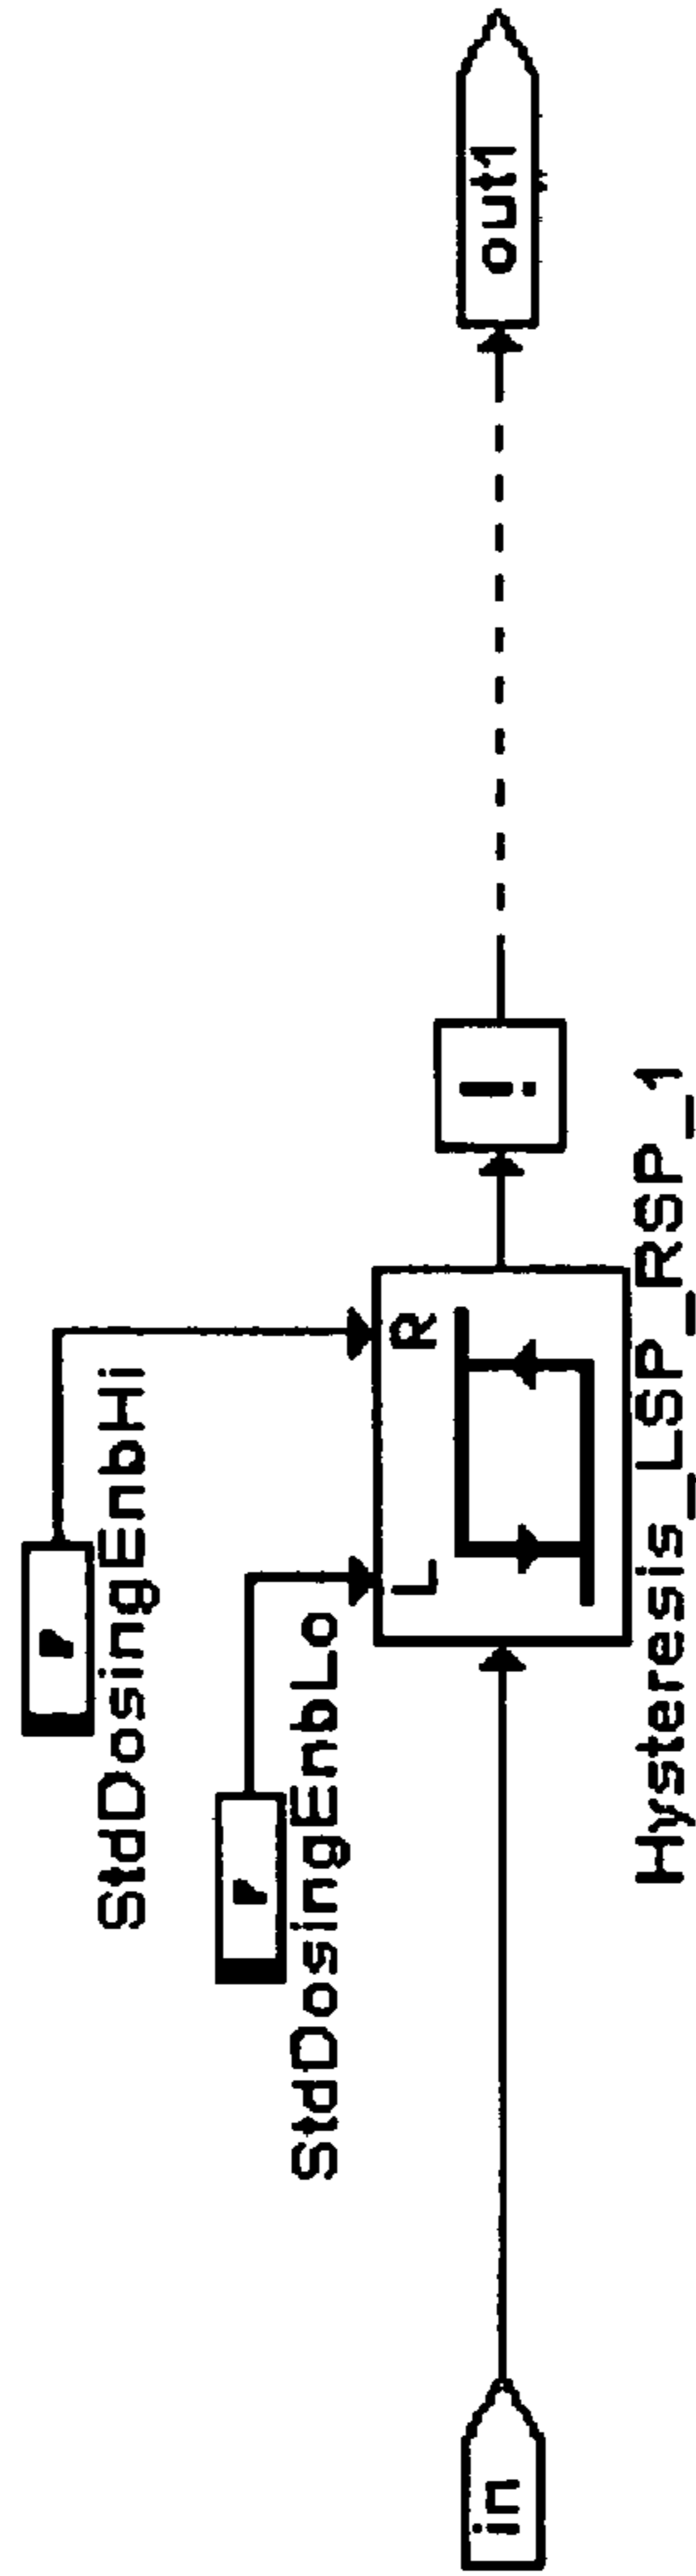 StdDosingEnbHi
StdDosingEnbLo
L
R
in
!
out1
Hysteresis_LSP_RSP_1